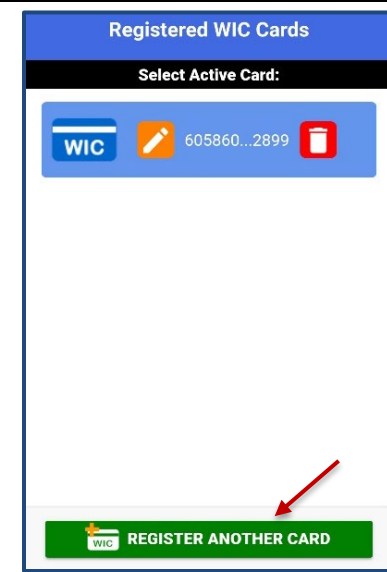 Registered WIC Cards
Select Active Card:
WIC 605860...2899
WIC REGISTER ANOTHER CARD